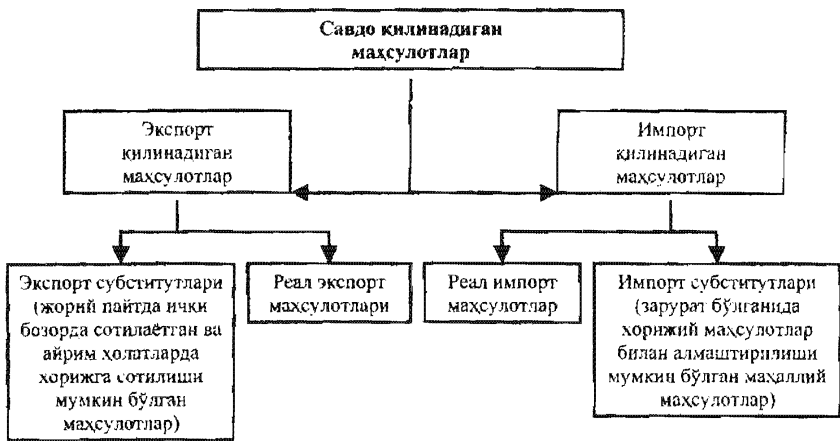 Савдо қилинадиган
маҳсулотлар
Экспорт
қилинадиган
маҳсулотлар
Импорт
қилинадиган
маҳсулотлар
Экспорт субститутлари
(жорий пайтда ички
бозорда сотилаётган ва
айрим ҳолатларда
хорижга сотилиши
мумкин бўлган
маҳсулотлар)
Реал экспорт
маҳсулотлари
Реал импорт
маҳсулотлар
Импорт субститутлари
(зарурат бўлганида
хорижий маҳсулотлар
билан алмаштирилиши
мумкин бўлган маҳаллий
маҳсулотлар)